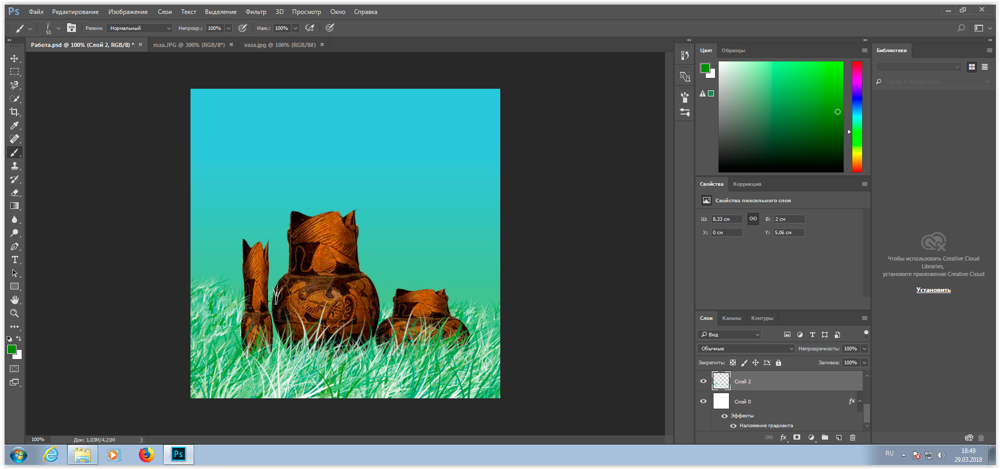 Ps Файл Редактирование Изображение Слои Текст Выделение Фильтр 3D Просмотр Окно Справка
51 Режим: Нормальный Непрозр.: 100% Наж.: 100%
Работа.psd @ 100% (Слой 2, RGB/8) * × roza.JPG @ 300% (RGB/8*) × vaza.jpg @ 100% (RGB/8#) ×
Цвет Образцы
Библиотеки
Поиск в Adobe Stock
Свойства Коррекция
Свойства пиксельного слоя
Ш: 8,33 см В: 2 см
X: 0 см Y: 5,06 см
Чтобы использовать Creative Cloud
Libraries,
установите приложение Creative Cloud
Установить
Слои Каналы Контуры
Вид
Обычные Непрозрачность: 100%
Закрепить: Заливка: 100%
Слой 2
Слой 0 fx
Эффекты
Наложение градиента
fx
100% Док: 1,03M/4,21M
Ps
RU
18:49
29.03.2018